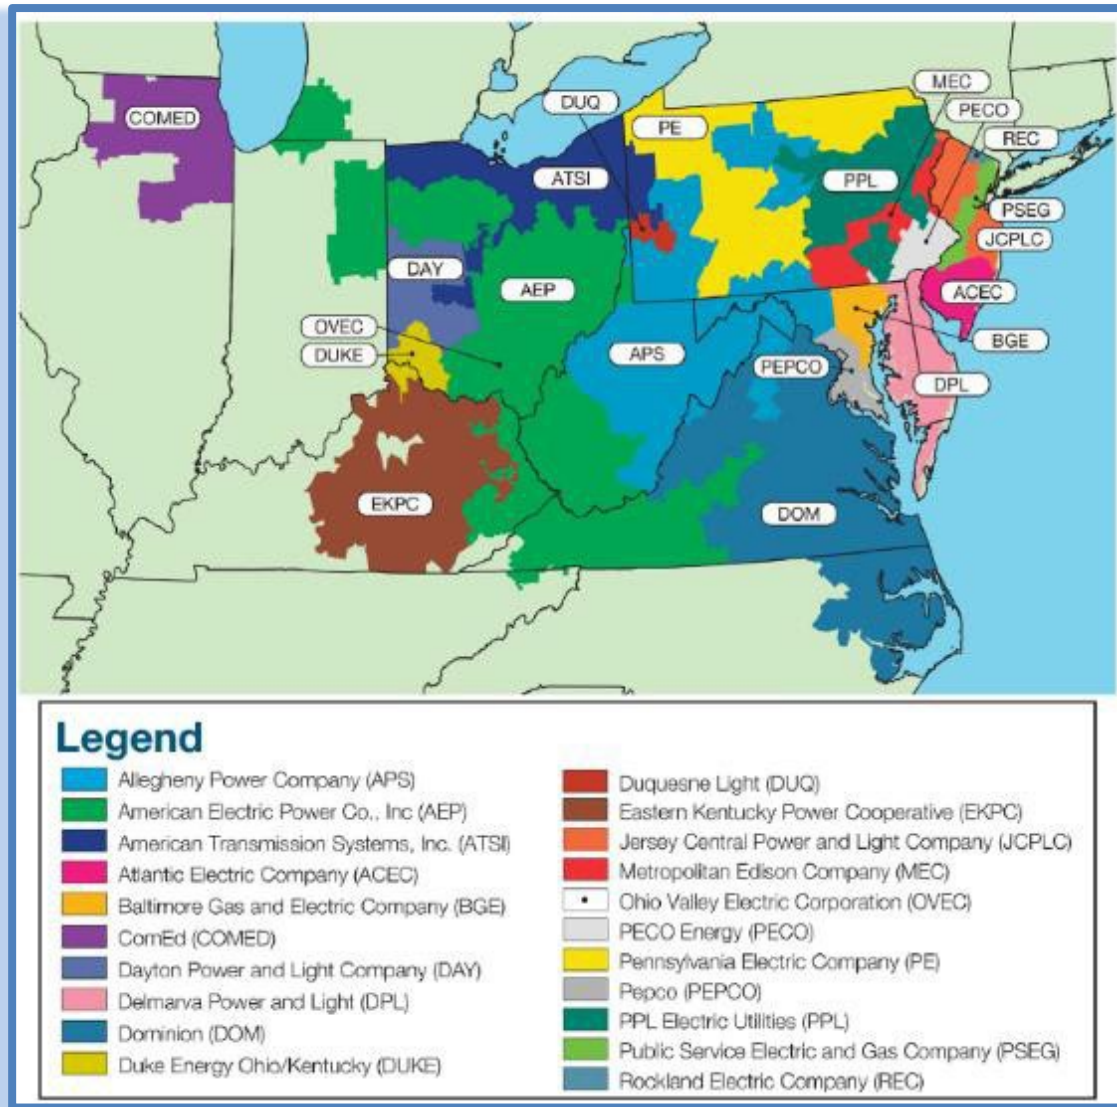 MEC
DUQ
PECO
COMED
PE
REC
ATSI
PPL
PSEG
JCPLC
DAY
AEP
ACEC
OVEC
DUKE
APS
PEPCO
BGE
DPL
EKPC
DOM
Legend
Allegheny Power Company (APS)
American Electric Power Co., Inc (AEP)
American Transmission Systems, Inc. (ATSI)
Atlantic Electric Company (ACEC)
Baltimore Gas and Electric Company (BGE)
ComEd (COMED)
Dayton Power and Light Company (DAY)
Delmarva Power and Light (DPL)
Dominion (DOM)
Duke Energy Ohio/Kentucky (DUKE)
Duquesne Light (DUQ)
Eastern Kentucky Power Cooperative (EKPC)
Jersey Central Power and Light Company (JCPLC)
Metropolitan Edison Company (MEC)
Ohio Valley Electric Corporation (OVEC)
PECO Energy (PECO)
Pennsylvania Electric Company (PE)
Pepco (PEPCO)
PPL Electric Utilities (PPL)
Public Service Electric and Gas Company (PSEG)
Rockland Electric Company (REC)